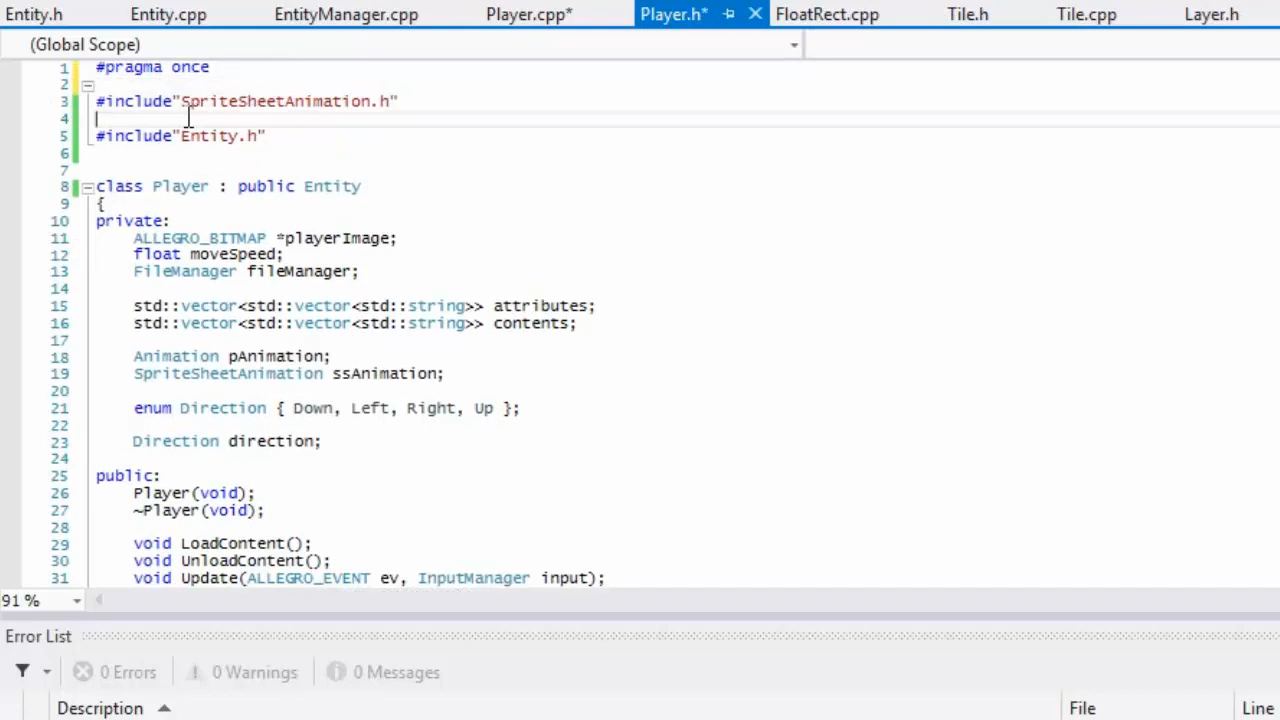 Entity.h Entity.cpp EntityManager.cpp Player.cpp* Player.h* FloatRect.cpp Tile.h Tile.cpp Layer.h
(Global Scope)
1 #pragma once
2
3 #include"SpriteSheetAnimation.h"
4
5 #include"Entity.h"
6
7
8 class Player : public Entity
9 {
10 private:
11 ALLEGRO_BITMAP *playerImage;
12 float moveSpeed;
13 FileManager fileManager;
14
15 std::vector<std::vector<std::string>> attributes;
16 std::vector<std::vector<std::string>> contents;
17
18 Animation pAnimation;
19 SpriteSheetAnimation ssAnimation;
20
21 enum Direction { Down, Left, Right, Up };
22
23 Direction direction;
24
25 public:
26 Player(void);
27 ~Player(void);
28
29 void LoadContent();
30 void UnloadContent();
31 void Update(ALLEGRO_EVENT ev, InputManager input);
91 %
Error List
0 Errors 0 Warnings 0 Messages
Description File Line